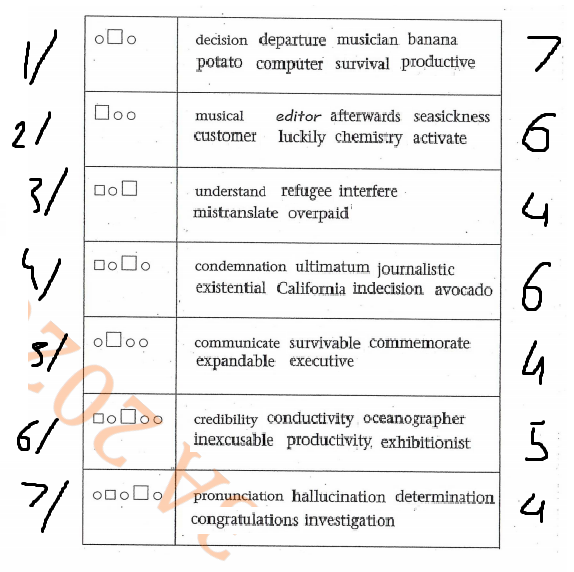 1/ decision departure musician banana 7
potato computer survival productive
2/ musical editor afterwards seasickness 6
customer luckily chemistry activate
3/ understand refugee interfere 4
mistranslate overpaid
4/ condemnation ultimatum journalistic 6
existential California indecision avocado
5/ communicate survivable commemorate 4
expandable executive
6/ credibility conductivity oceanographer 5
inexcusable productivity exhibitionist
7/ pronunciation hallucination determination 4
congratulations investigation